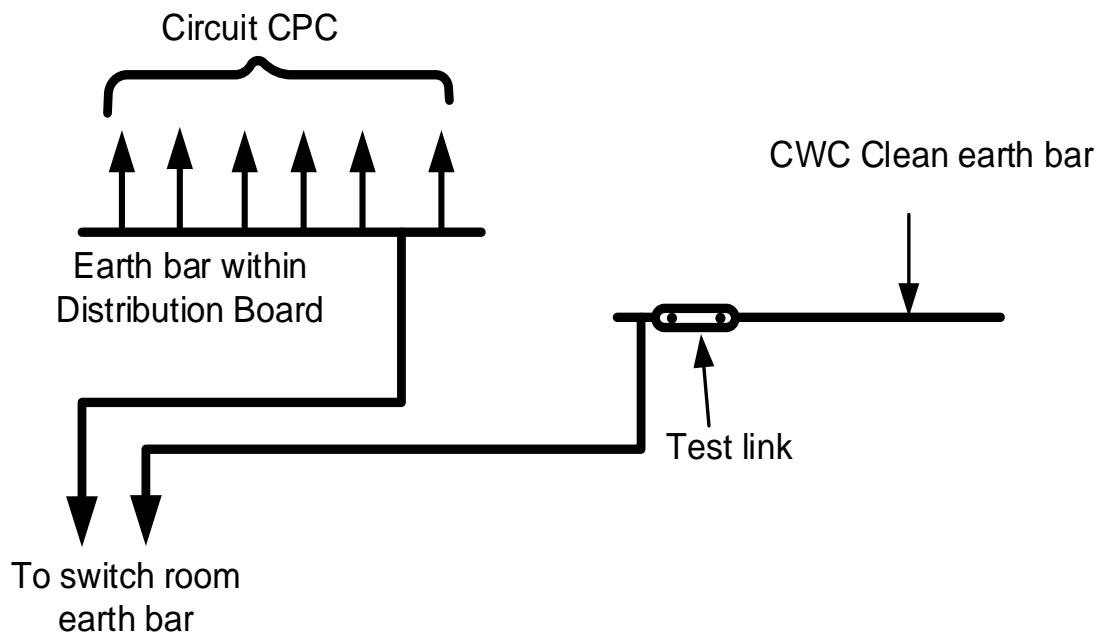 Circuit CPC
CWC Clean earth bar
Earth bar within
Distribution Board
Test link
To switch room
earth bar